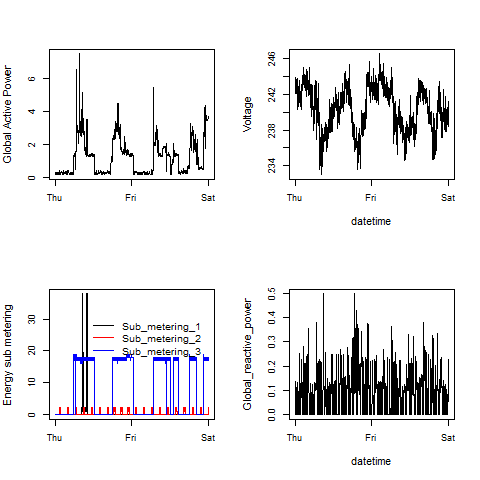 Global Active Power
0
2
4
6
Thu
Fri
Sat
Voltage
234
238
242
246
Thu
Fri
Sat
datetime
Energy sub metering
0
10
20
30
Sub_metering_1
Sub_metering_2
Sub_metering_3
Thu
Fri
Sat
Global_reactive_power
0.0
0.1
0.2
0.3
0.4
0.5
Thu
Fri
Sat
datetime